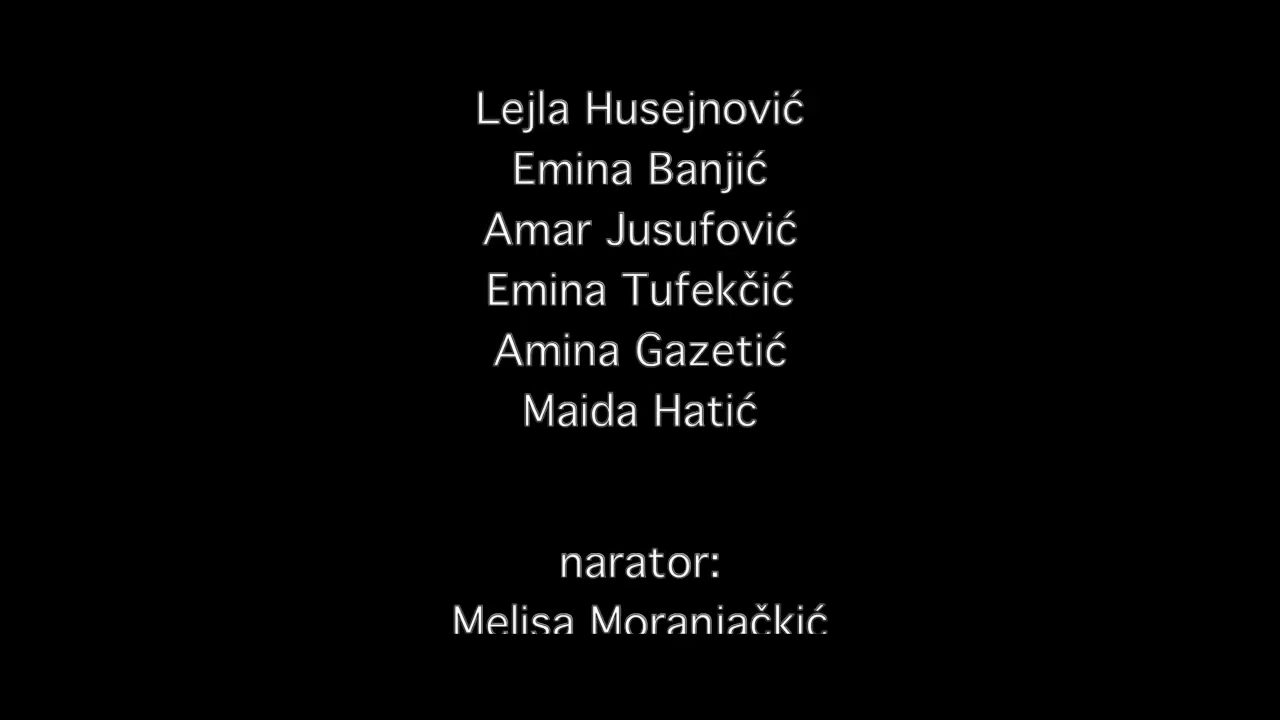 Lejla Husejnović
Emina Banjić
Amar Jusufović
Emina Tufekčić
Amina Gazetić
Maida Hatić
narator:
Melisa Moranjačkić